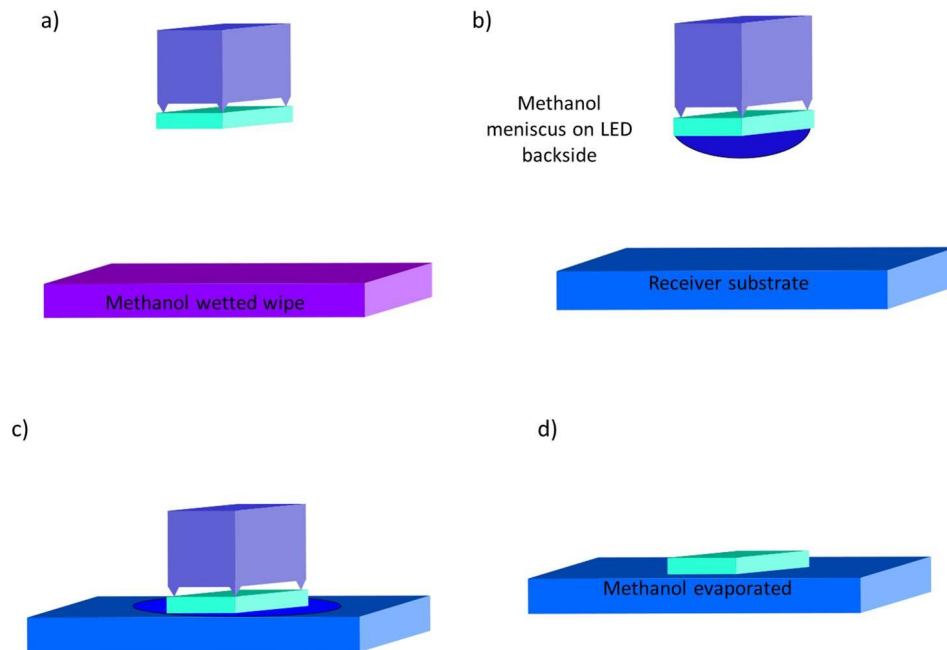 a)
b)
Methanol
meniscus on LED
backside
Methanol wetted wipe
Receiver substrate
c)
d)
Methanol evaporated